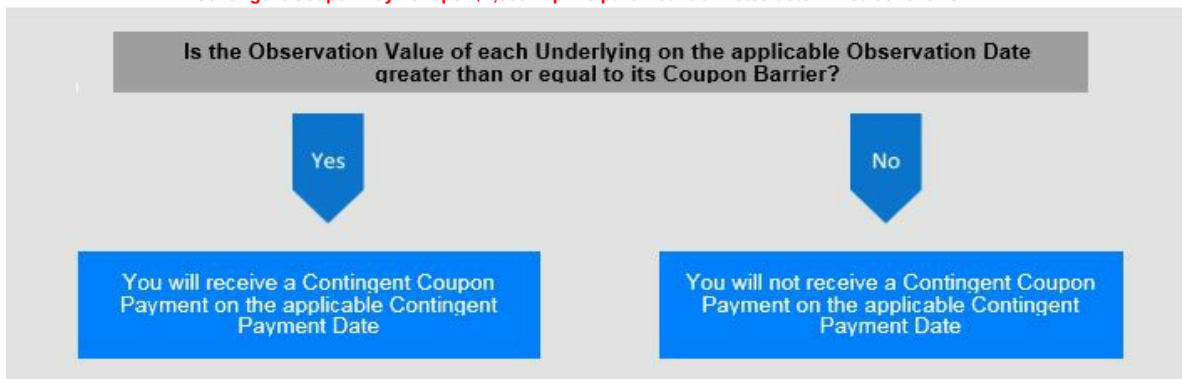 Is the Observation Value of each Underlying on the applicable Observation Date
greater than or equal to its Coupon Barrier?
Yes
No
You will receive a Contingent Coupon
Payment on the applicable Contingent
Payment Date
You will not receive a Contingent Coupon
Payment on the applicable Contingent
Payment Date